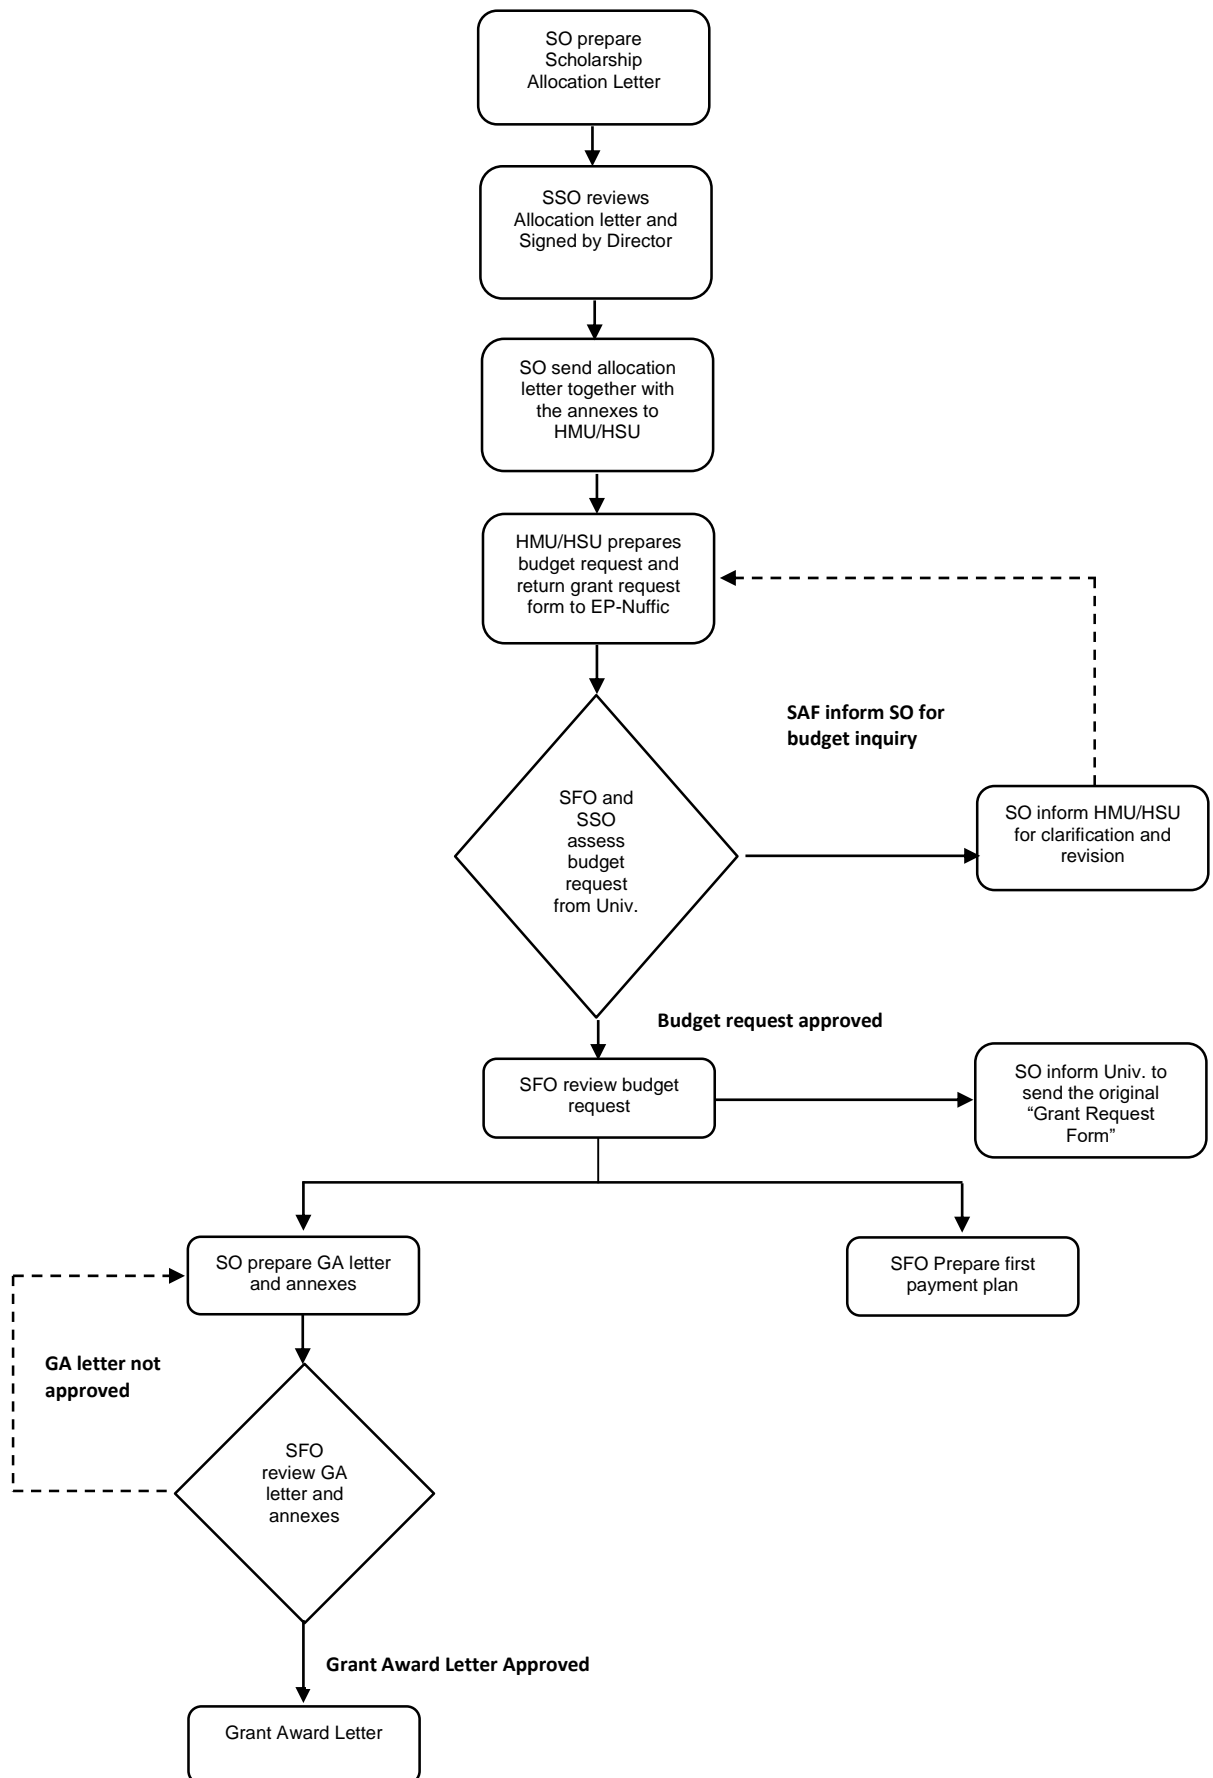 SO prepare
Scholarship
Allocation Letter
SSO reviews
Allocation letter and
Signed by Director
SO send allocation
letter together with
the annexes to
HMU/HSU
HMU/HSU prepares
budget request and
return grant request
form to EP-Nuffic
SAF inform SO for
budget inquiry
SFO and
SSO
assess
budget
request
from Univ.
SO inform HMU/HSU
for clarification and
revision
Budget request approved
SFO review budget
request
SO inform Univ. to
send the original
“Grant Request
Form”
SO prepare GA letter
and annexes
SFO Prepare first
payment plan
GA letter not
approved
SFO
review GA
letter and
annexes
Grant Award Letter Approved
Grant Award Letter